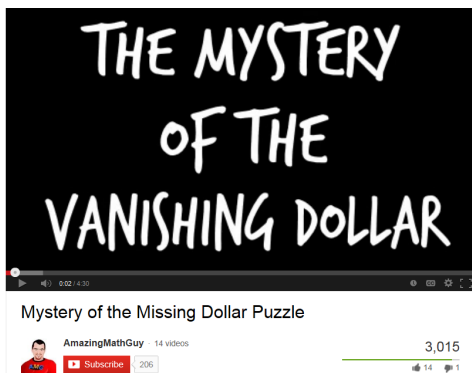 THE MYSTERY
OF THE
VANISHING DOLLAR
0:02 / 4:30
CC
Mystery of the Missing Dollar Puzzle
AmazingMathGuy · 14 videos
Subscribe 206
3,015
14 1